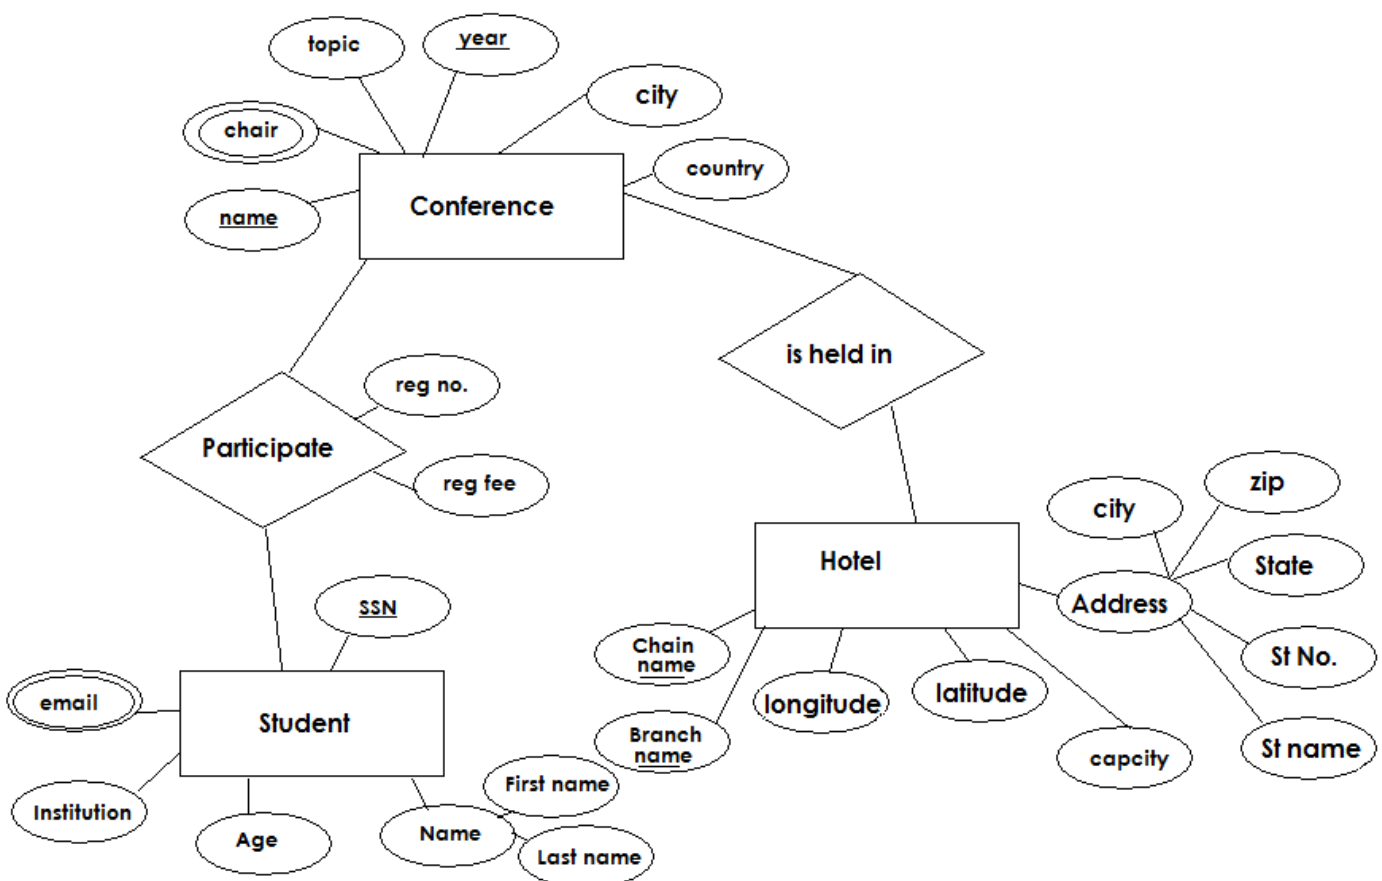 topic
year
city
chair
country
name
Conference
is held in
reg no.
Participate
reg fee
zip
city
Hotel
State
Address
SSN
Chain
name
St No.
email
longitude
latitude
Student
Branch
name
St name
capcity
First name
Institution
Age
Name
Last name